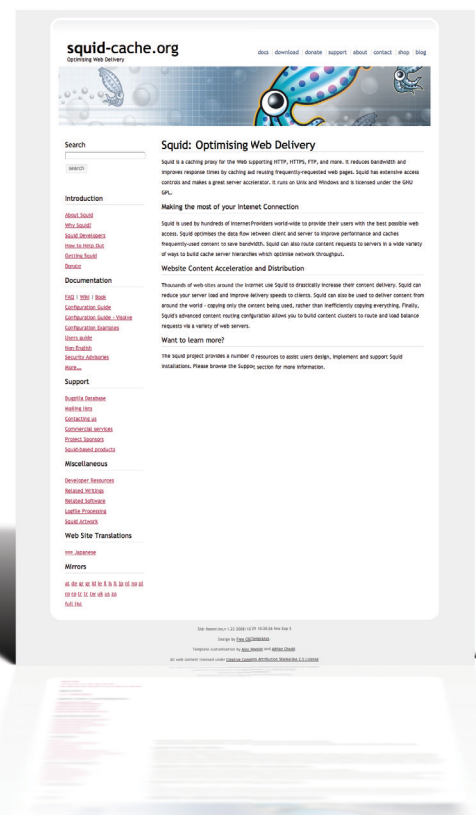 squid-cache.org
Optimising Web Delivery
docs download donate support about contact shop blog
Search
search
Introduction
About Squid
Why Squid?
Squid Developers
How to Help Out
Getting Squid
Donate
Documentation
FAQ | Wiki | Book
Configuration Guide
Configuration Guide - Visolve
Configuration Examples
Users guide
Non English
Security Advisories
More...
Support
Bugzilla Database
Mailing lists
Contacting us
Commercial services
Project Sponsors
Squid-based products
Miscellaneous
Developer Resources
Related Writings
Related Software
Logfile Processing
Squid Artwork
Web Site Translations
Japanese
Mirrors
Squid: Optimising Web Delivery
Squid is a caching proxy for the Web supporting HTTP, HTTPS, FTP, and more. It reduces bandwidth and
improves response times by caching and reusing frequently-requested web pages. Squid has extensive access
controls and makes a great server accelerator. It runs on Unix and Windows and is licensed under the GNU
GPL.
Making the most of your Internet Connection
Squid is used by hundreds of Internet Providers world-wide to provide their users with the best possible web
access. Squid optimises the data flow between client and server to improve performance and caches
frequently-used content to save bandwidth. Squid can also route content requests to servers in a wide variety
of ways to build cache server hierarchies which optimise network throughput.
Website Content Acceleration and Distribution
Thousands of web-sites around the Internet use Squid to drastically increase their content delivery. Squid can
reduce your server load and improve delivery speeds to clients. Squid can also be used to deliver content from
around the world - copying only the content being used, rather than inefficiently copying everything. Finally,
Squid's advanced content routing configuration allows you to build content clusters to route and load balance
requests via a variety of web servers.
Want to learn more?
The Squid project provides a number of resources to assist users design, implement and support Squid
installations. Please browse the Support section for more information.
Design by Free CSSTemplates
Template customization by and Adrian Chadd
All web content licensed under Creative Commons Attribution Sharealike 2.5 License